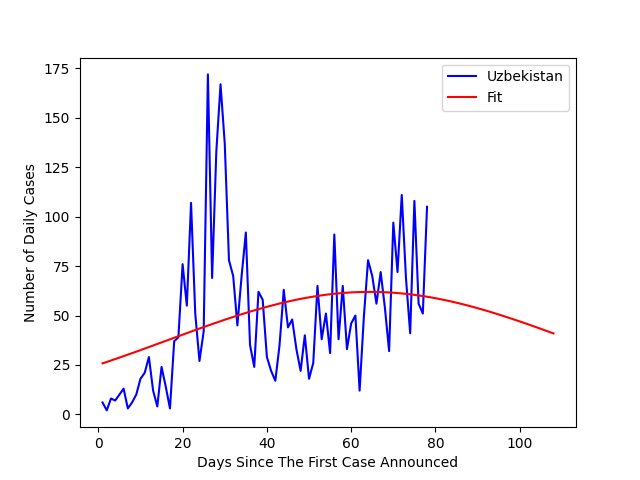 Uzbekistan
Fit
175
150
125
100
75
50
25
0
Number of Daily Cases
0 20 40 60 80 100
Days Since The First Case Announced